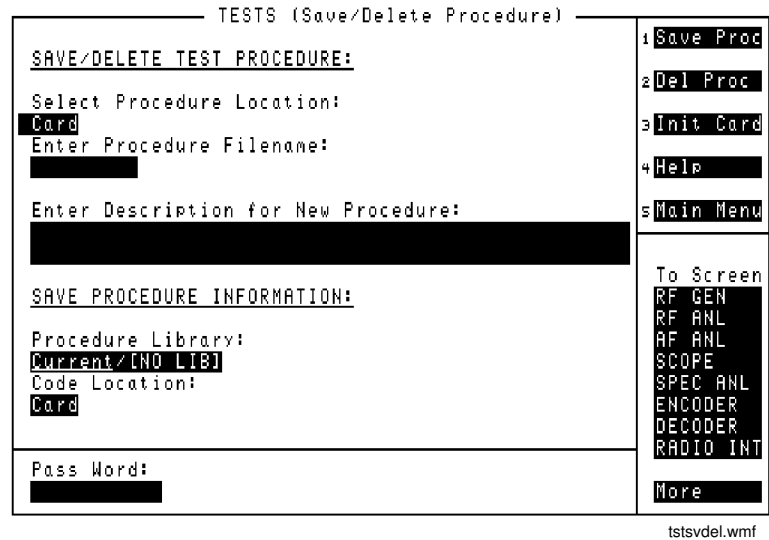 TESTS (Save/Delete Procedure)
SAVE/DELETE TEST PROCEDURE:
Select Procedure Location:
Card
Enter Procedure Filename:
Enter Description for New Procedure:
SAVE PROCEDURE INFORMATION:
Procedure Library:
Current/[NO LIB]
Code Location:
Card
Pass Word:
1 Save Proc
2 Del Proc
3 Init Card
4 Help
5 Main Menu
To Screen
RF GEN
RF ANL
AF ANL
SCOPE
SPEC ANL
ENCODER
DECODER
RADIO INT
More
tstsvdel.wmf